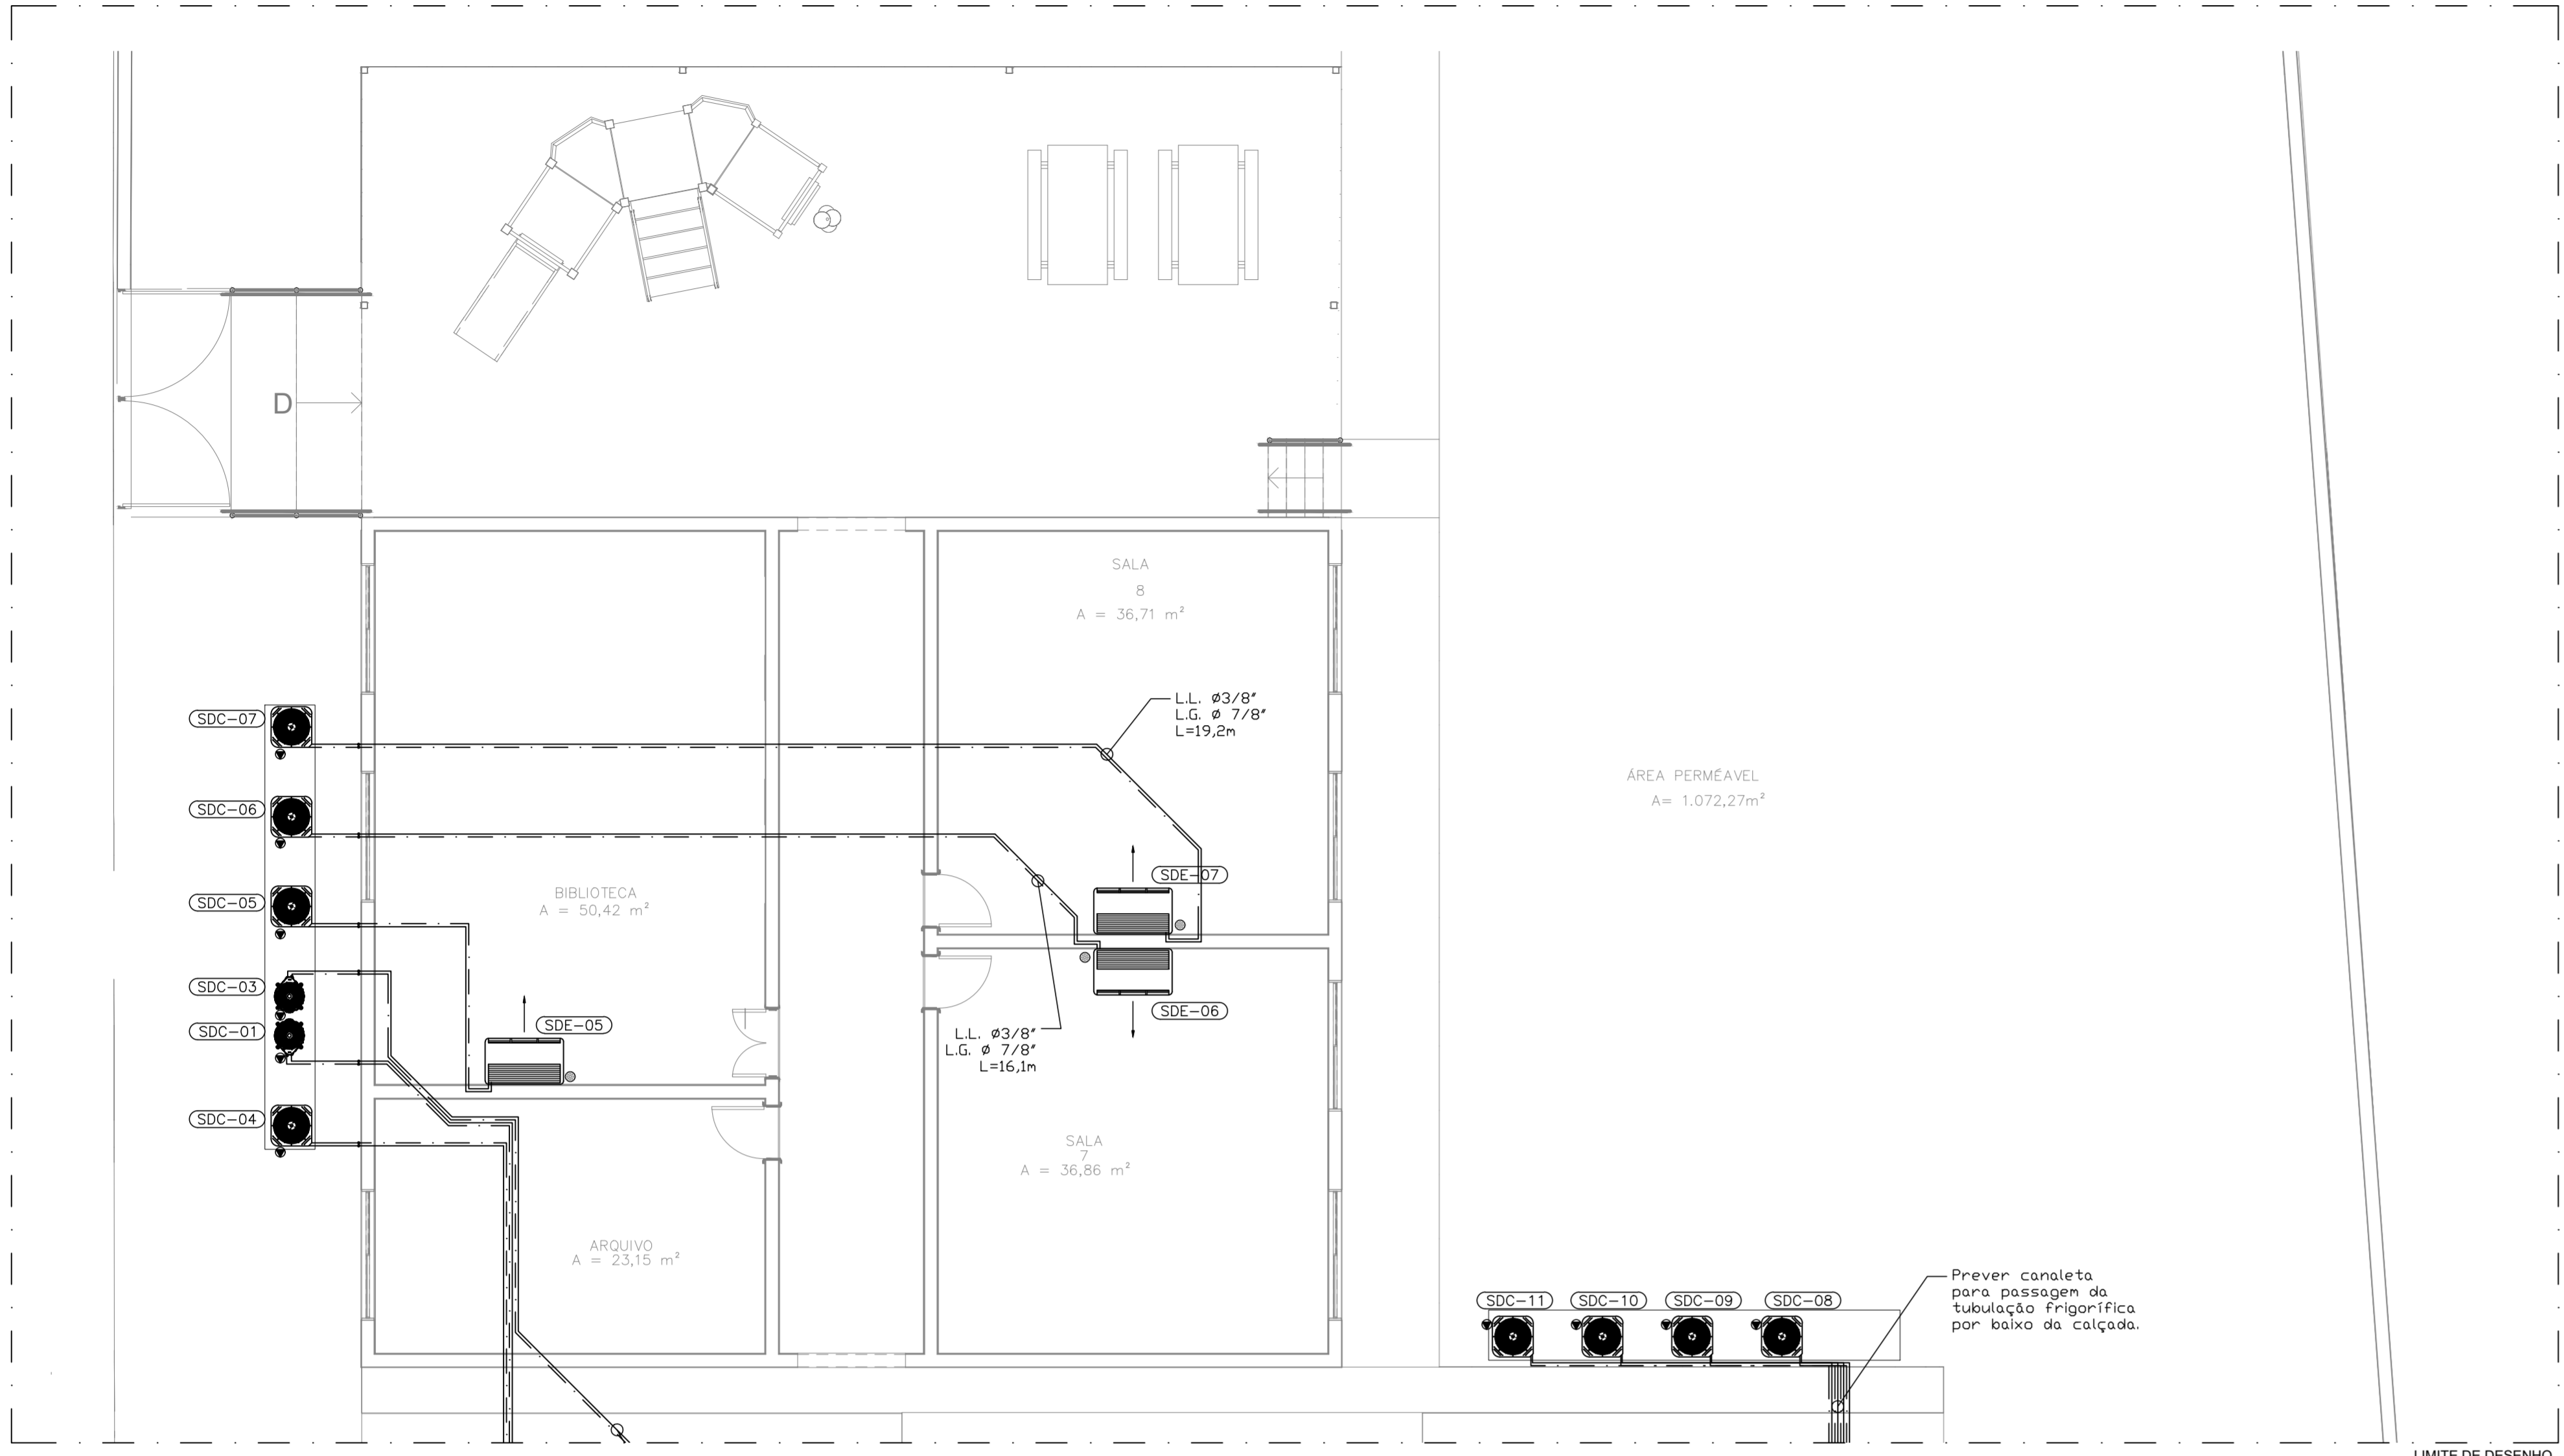 D
SALA
8
A = 36,71 m²
L.L. ø3/8"
L.G. ø 7/8"
L=19,2m
SDC-07
SDC-06
SDC-05
SDC-03
SDC-01
SDC-04
ÁREA PERMÉAVEL
A= 1.072,27m²
BIBLIOTECA
A = 50,42 m²
SDE-07
SDE-06
SDE-05
L.L. ø3/8"
L.G. ø 7/8"
L=16,1m
SALA
7
A = 36,86 m²
ARQUIVO
A = 23,15 m²
SDC-11
SDC-10
SDC-09
SDC-08
Prever canaleta
para passagem da
tubulação frigorífica
por baixo da calçada.
LIMITE DE DESENHO